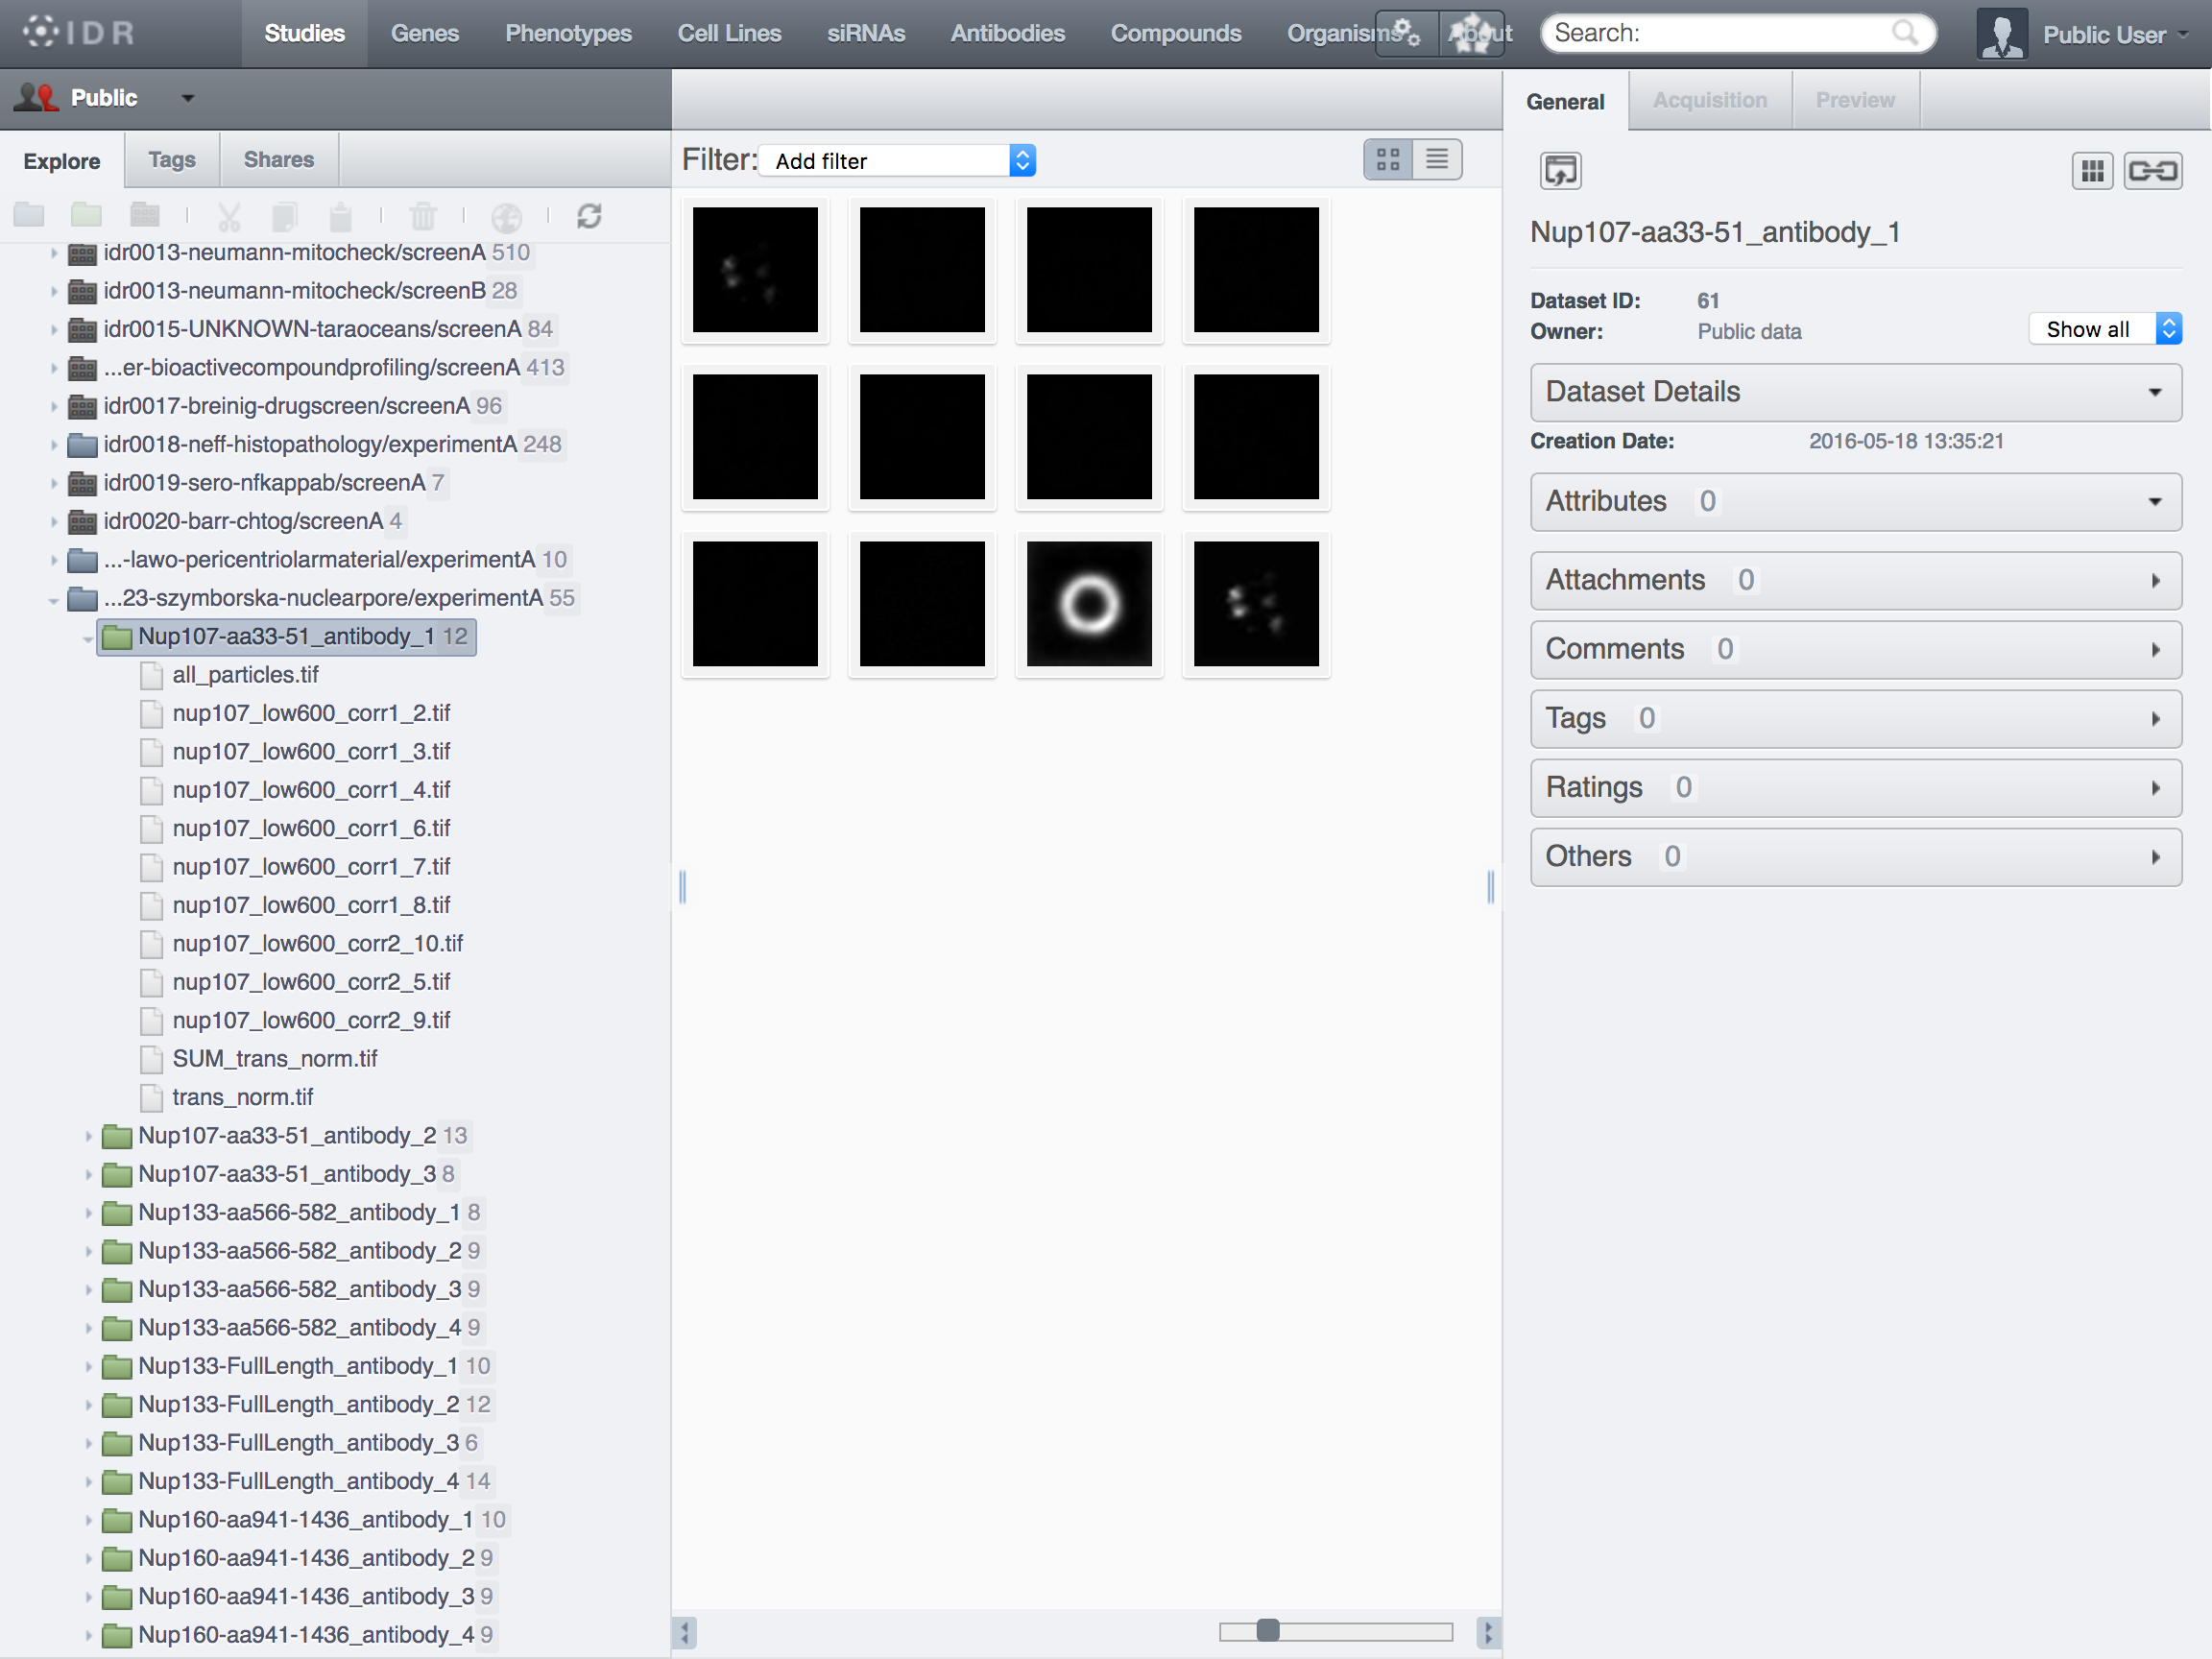 IDR
Studies
Genes
Phenotypes
Cell Lines
siRNAs
Antibodies
Compounds
Organisms
About
Search:
Public User
Public
Explore
Tags
Shares
idr0013-neumann-mitocheck/screenA 510
idr0013-neumann-mitocheck/screenB 28
idr0015-UNKNOWN-taraoceans/screenA 84
...er-bioactivecompoundprofiling/screenA 413
idr0017-breinig-drugscreen/screenA 96
idr0018-neff-histopathology/experimentA 248
idr0019-sero-nfkappab/screenA 7
idr0020-barr-chtog/screenA 4
...-lawo-pericentriolarmaterial/experimentA 10
...23-szymborska-nuclearpore/experimentA 55
Nup107-aa33-51_antibody_1 12
all_particles.tif
nup107_low600_corr1_2.tif
nup107_low600_corr1_3.tif
nup107_low600_corr1_4.tif
nup107_low600_corr1_6.tif
nup107_low600_corr1_7.tif
nup107_low600_corr1_8.tif
nup107_low600_corr2_10.tif
nup107_low600_corr2_5.tif
nup107_low600_corr2_9.tif
SUM_trans_norm.tif
trans_norm.tif
Nup107-aa33-51_antibody_2 13
Nup107-aa33-51_antibody_3 8
Nup133-aa566-582_antibody_1 8
Nup133-aa566-582_antibody_2 9
Nup133-aa566-582_antibody_3 9
Nup133-aa566-582_antibody_4 9
Nup133-FullLength_antibody_1 10
Nup133-FullLength_antibody_2 12
Nup133-FullLength_antibody_3 6
Nup133-FullLength_antibody_4 14
Nup160-aa941-1436_antibody_1 10
Nup160-aa941-1436_antibody_2 9
Nup160-aa941-1436_antibody_3 9
Nup160-aa941-1436_antibody_4 9
Filter: Add filter
General
Acquisition
Preview
Nup107-aa33-51_antibody_1
Dataset ID: 61
Owner: Public data
Show all
Dataset Details
Creation Date: 2016-05-18 13:35:21
Attributes 0
Attachments 0
Comments 0
Tags 0
Ratings 0
Others 0